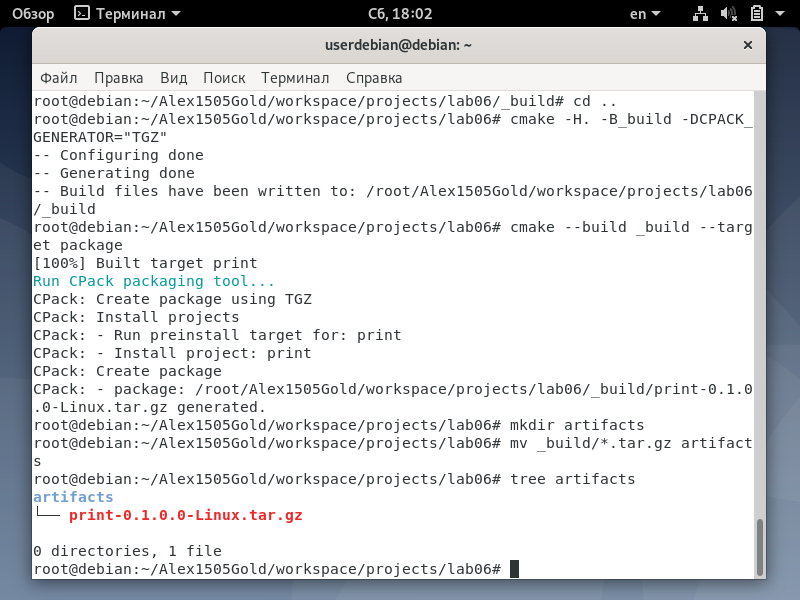 Обзор Терминал Сб, 18:02 en
userdebian@debian: ~ ×
Файл Правка Вид Поиск Терминал Справка
root@debian:~/Alex1505Gold/workspace/projects/lab06/_build# cd ..
root@debian:~/Alex1505Gold/workspace/projects/lab06# cmake -H. -B_build -DCPACK_
GENERATOR="TGZ"
-- Configuring done
-- Generating done
-- Build files have been written to: /root/Alex1505Gold/workspace/projects/lab06
/_build
root@debian:~/Alex1505Gold/workspace/projects/lab06# cmake --build _build --targ
et package
[100%] Built target print
Run CPack packaging tool...
CPack: Create package using TGZ
CPack: Install projects
CPack: - Run preinstall target for: print
CPack: - Install project: print
CPack: Create package
CPack: - package: /root/Alex1505Gold/workspace/projects/lab06/_build/print-0.1.0
.0-Linux.tar.gz generated.
root@debian:~/Alex1505Gold/workspace/projects/lab06# mkdir artifacts
root@debian:~/Alex1505Gold/workspace/projects/lab06# mv _build/*.tar.gz artifact
s
root@debian:~/Alex1505Gold/workspace/projects/lab06# tree artifacts
artifacts
└── print-0.1.0.0-Linux.tar.gz
0 directories, 1 file
root@debian:~/Alex1505Gold/workspace/projects/lab06#